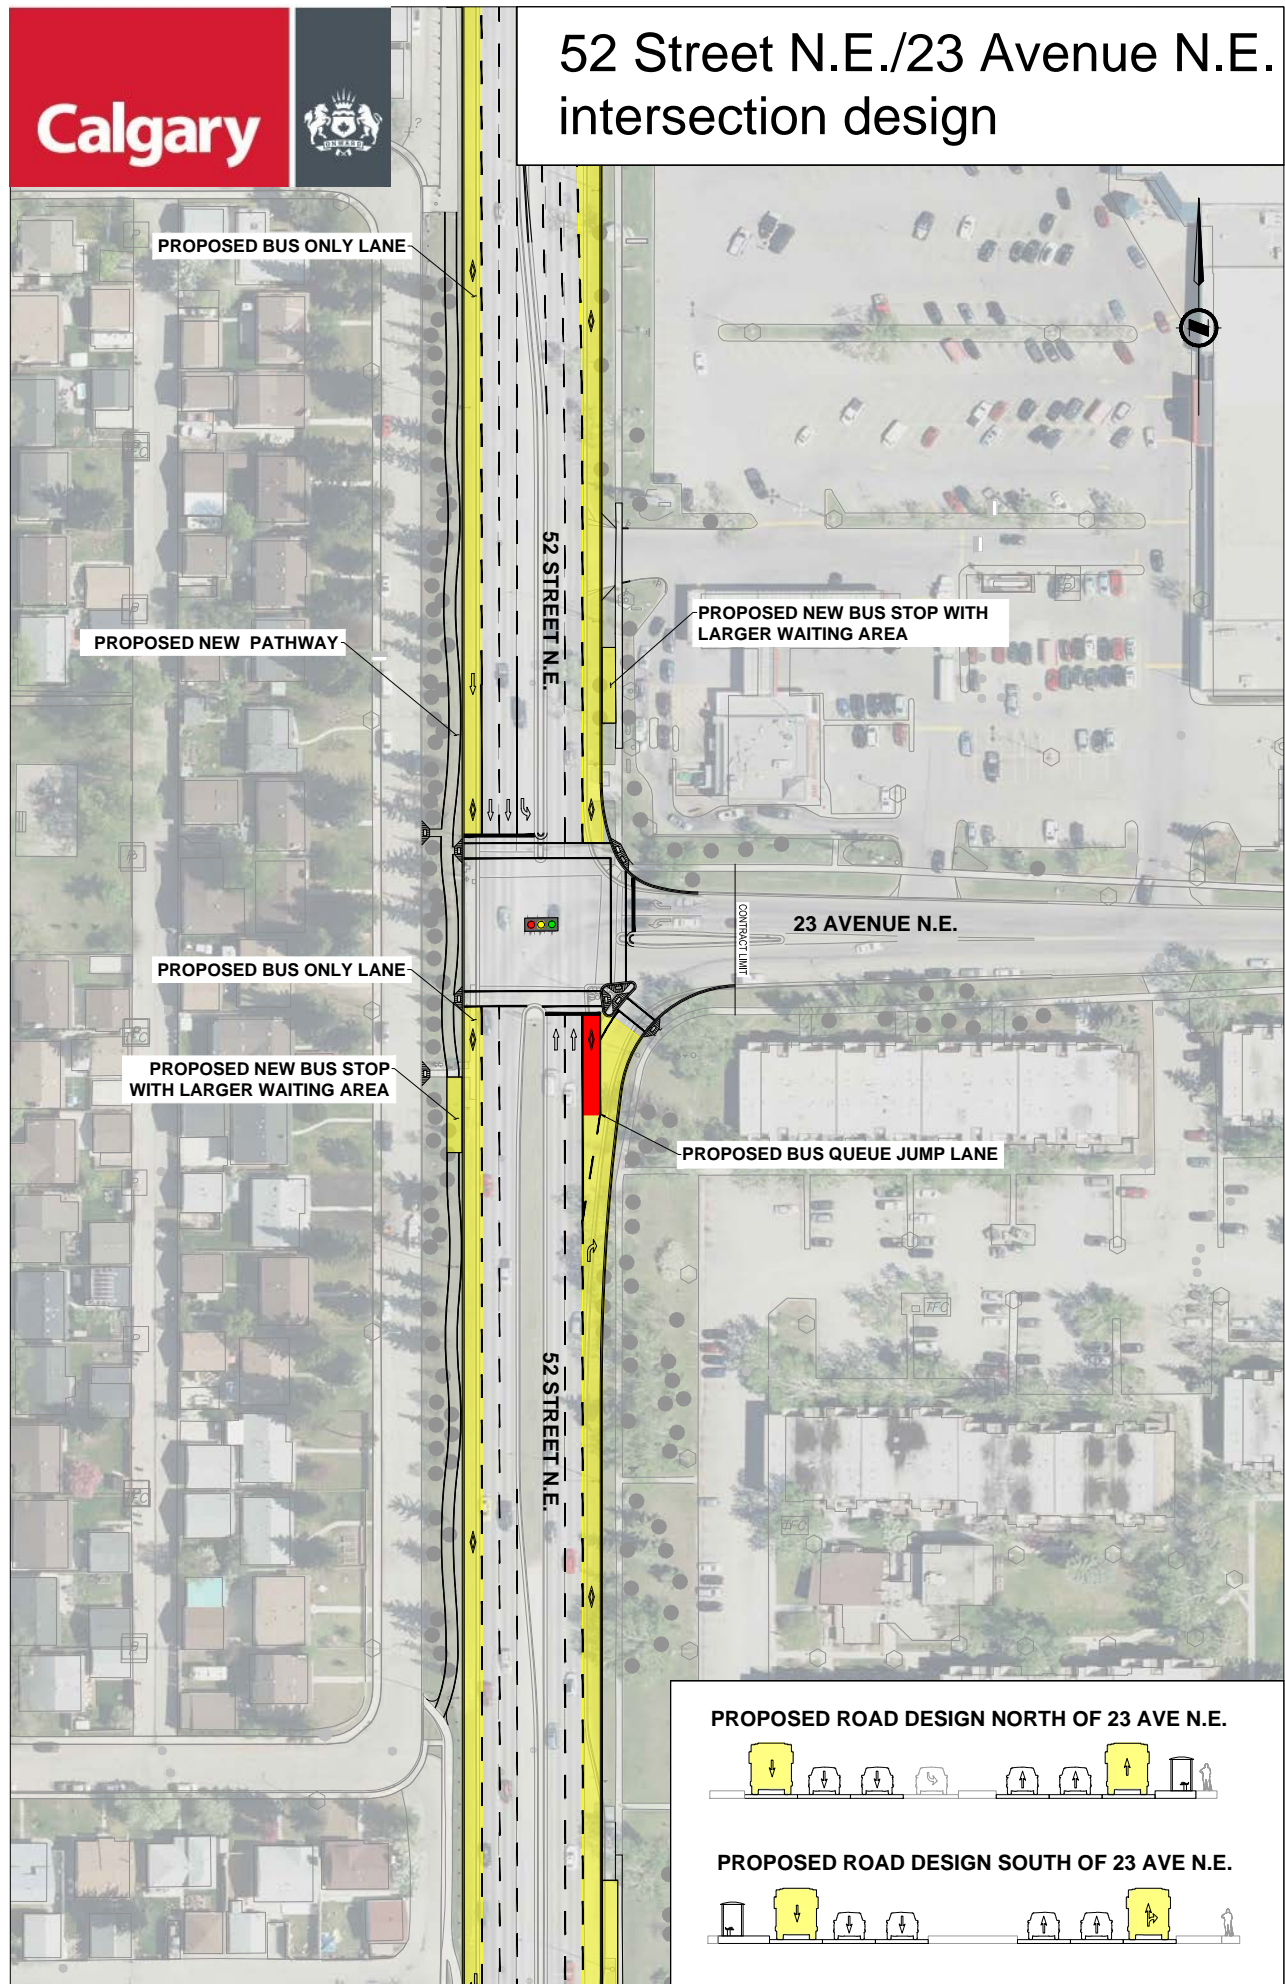 Calgary
ONWARD
52 Street N.E./23 Avenue N.E.
intersection design
PROPOSED BUS ONLY LANE
52 STREET N.E.
PROPOSED NEW BUS STOP WITH
LARGER WAITING AREA
PROPOSED NEW PATHWAY
23 AVENUE N.E.
CONTRACT LIMIT
PROPOSED BUS ONLY LANE
PROPOSED NEW BUS STOP
WITH LARGER WAITING AREA
PROPOSED BUS QUEUE JUMP LANE
52 STREET N.E.
PROPOSED ROAD DESIGN NORTH OF 23 AVE N.E.
PROPOSED ROAD DESIGN SOUTH OF 23 AVE N.E.